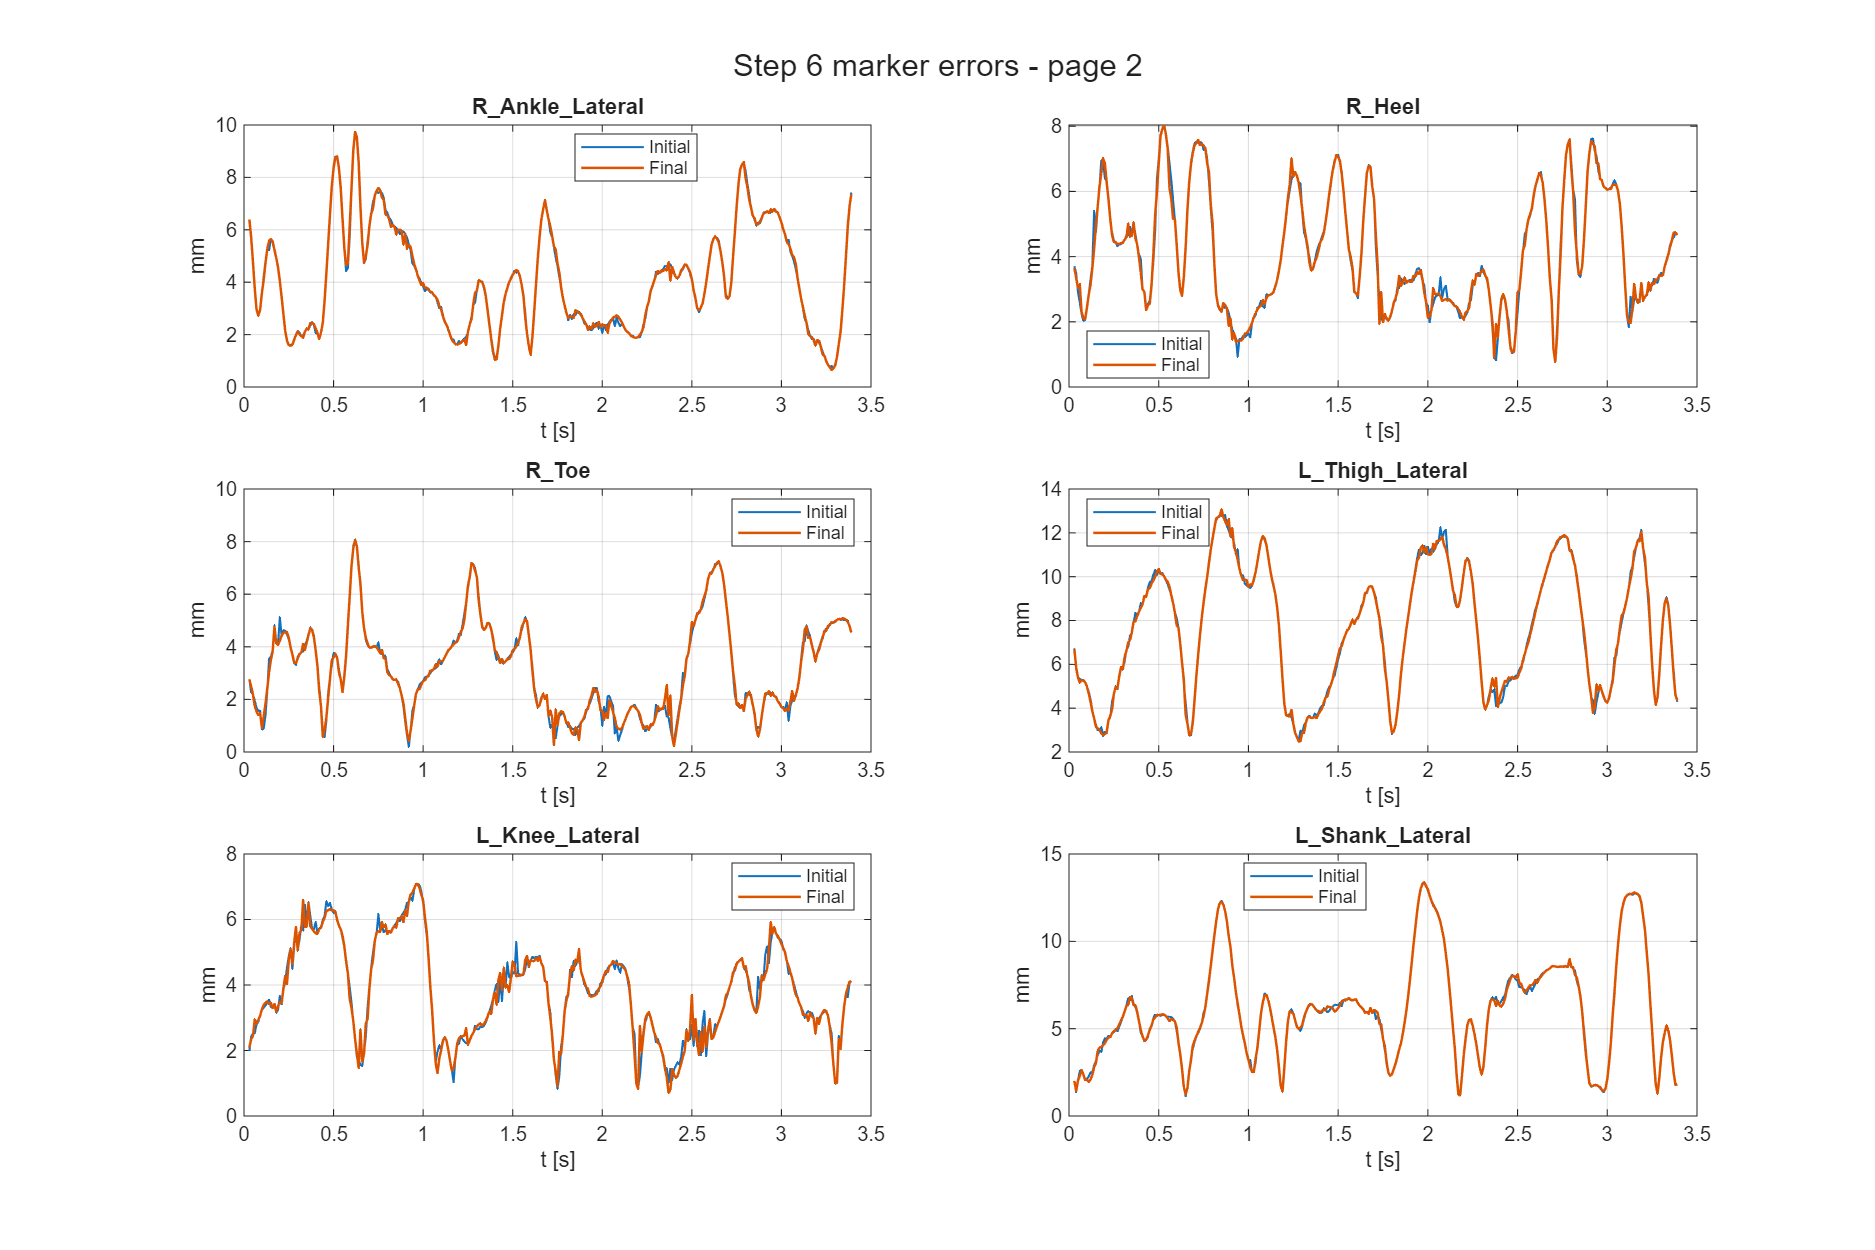 Step 6 marker errors - page 2
R_Ankle_Lateral
10
8
6
4
2
0
mm
Initial
Final
0 0.5 1 1.5 2 2.5 3 3.5
t [s]
R_Heel
8
6
4
2
0
mm
Initial
Final
0 0.5 1 1.5 2 2.5 3 3.5
t [s]
R_Toe
10
8
6
4
2
0
mm
Initial
Final
0 0.5 1 1.5 2 2.5 3 3.5
t [s]
L_Thigh_Lateral
14
12
10
8
6
4
2
mm
Initial
Final
0 0.5 1 1.5 2 2.5 3 3.5
t [s]
L_Knee_Lateral
8
6
4
2
0
mm
Initial
Final
0 0.5 1 1.5 2 2.5 3 3.5
t [s]
L_Shank_Lateral
15
10
5
0
mm
Initial
Final
0 0.5 1 1.5 2 2.5 3 3.5
t [s]